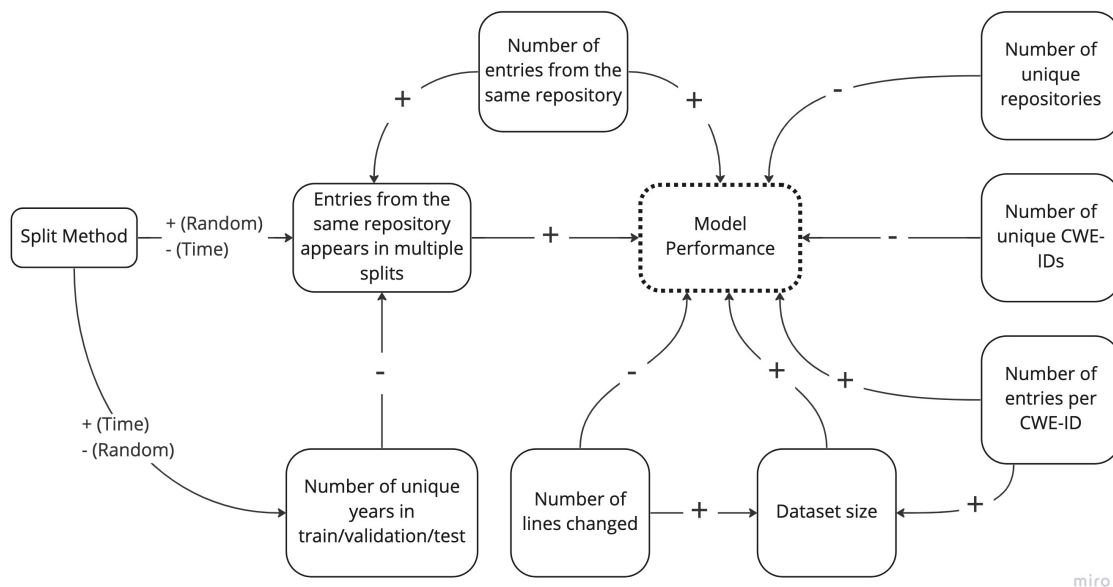 Number of
entries from the
same repository
Number of
unique
repositories
+
+
-
Split Method
+ (Random)
- (Time)
Entries from the
same repository
appears in multiple
splits
+
Model
Performance
-
Number of
unique CWE-
IDs
-
-
+
+
Number of
entries per
CWE-ID
+ (Time)
- (Random)
Number of unique
years in
train/validation/test
Number of
lines changed
+
Dataset size
+
miro